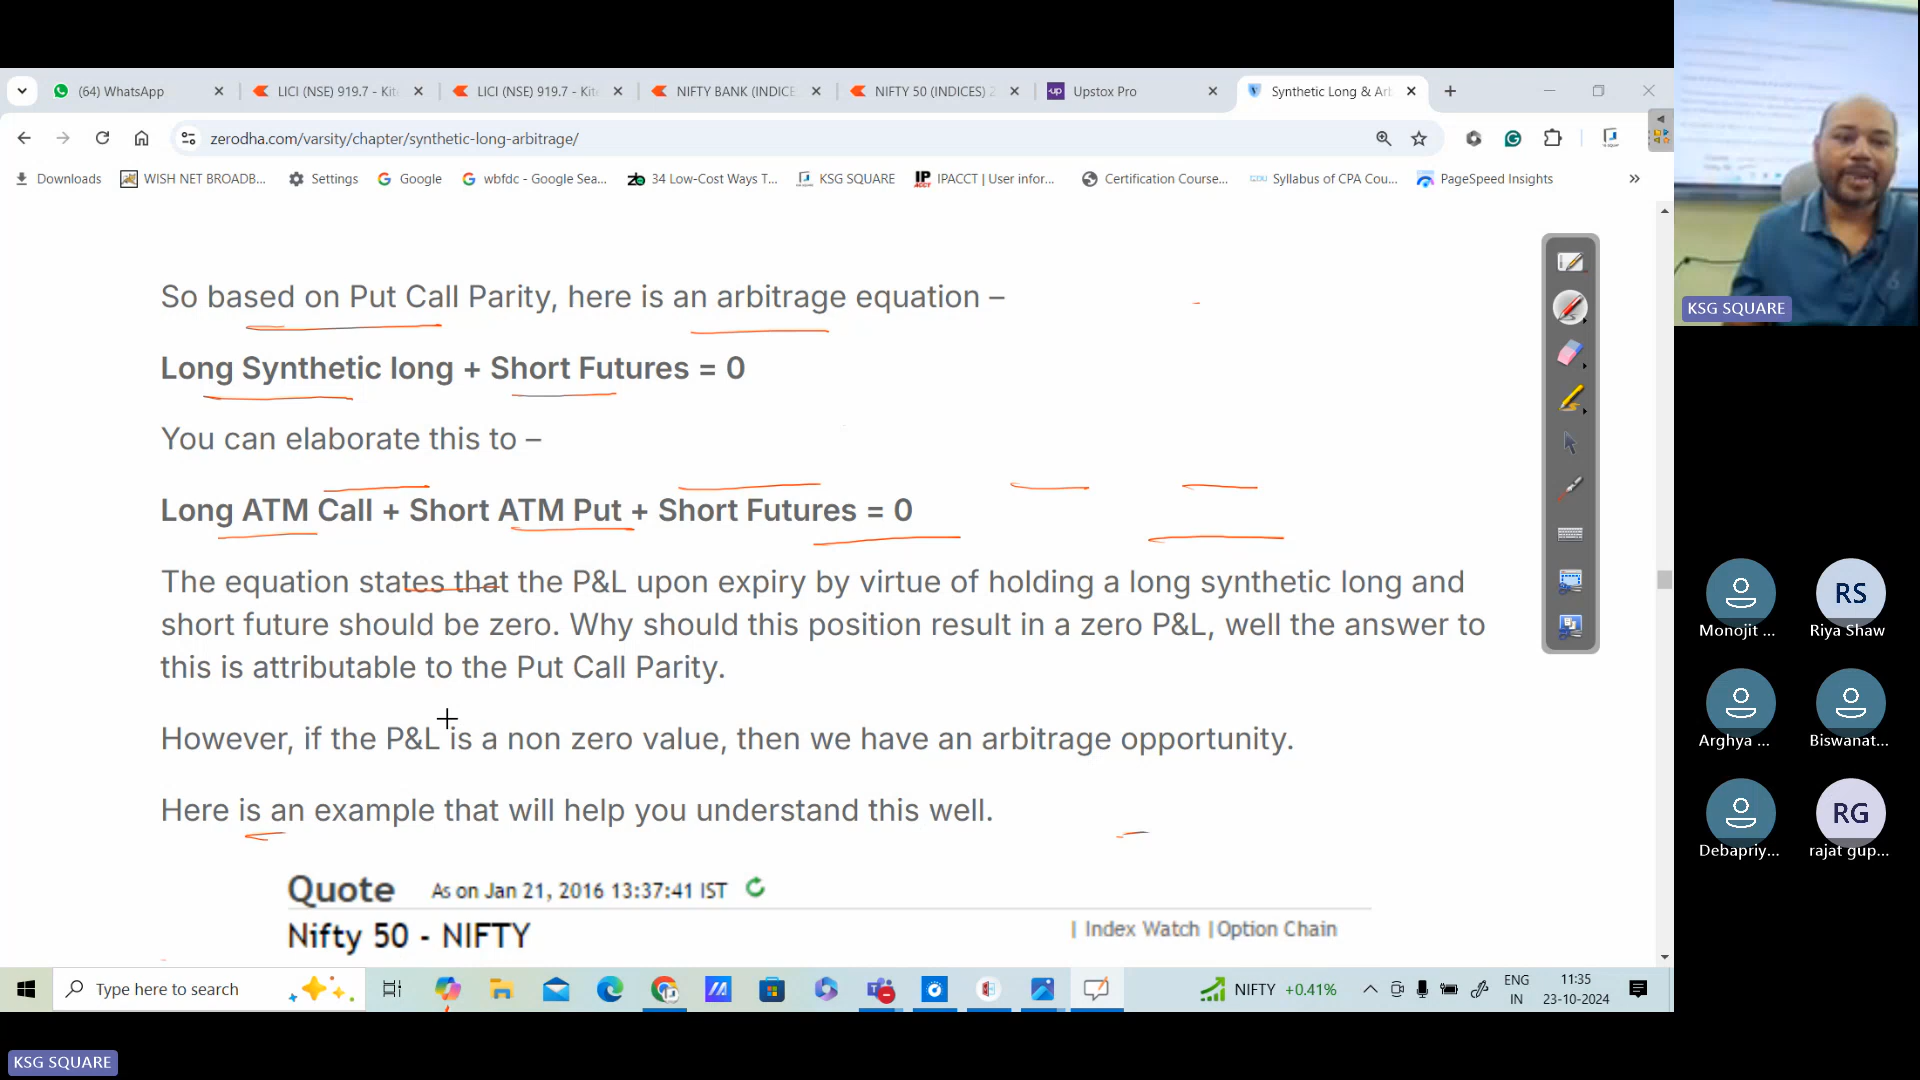 (64) WhatsApp
LICI (NSE) 919.7 - Kite
LICI (NSE) 919.7 - Kite
NIFTY BANK (INDICE
NIFTY 50 (INDICES) 2
Upstox Pro
Synthetic Long & Arb
zerodha.com/varsity/chapter/synthetic-long-arbitrage/
Downloads
WISH NET BROADB...
Settings
Google
wbfdc - Google Sea...
34 Low-Cost Ways T...
KSG SQUARE
IPACCT | User infor...
Certification Course...
Syllabus of CPA Cou...
PageSpeed Insights
So based on Put Call Parity, here is an arbitrage equation –
Long Synthetic long + Short Futures = 0
You can elaborate this to –
Long ATM Call + Short ATM Put + Short Futures = 0
The equation states that the P&L upon expiry by virtue of holding a long synthetic long and
short future should be zero. Why should this position result in a zero P&L, well the answer to
this is attributable to the Put Call Parity.
However, if the P&L is a non zero value, then we have an arbitrage opportunity.
Here is an example that will help you understand this well.
Quote As on Jan 21, 2016 13:37:41 IST
Nifty 50 - NIFTY | Index Watch | Option Chain
Type here to search
NIFTY +0.41%
ENG
IN
11:35
23-10-2024
KSG SQUARE
RS
Monojit ...
Riya Shaw
Arghya ...
Biswanat...
RG
Debapriy...
rajat gup...
KSG SQUARE